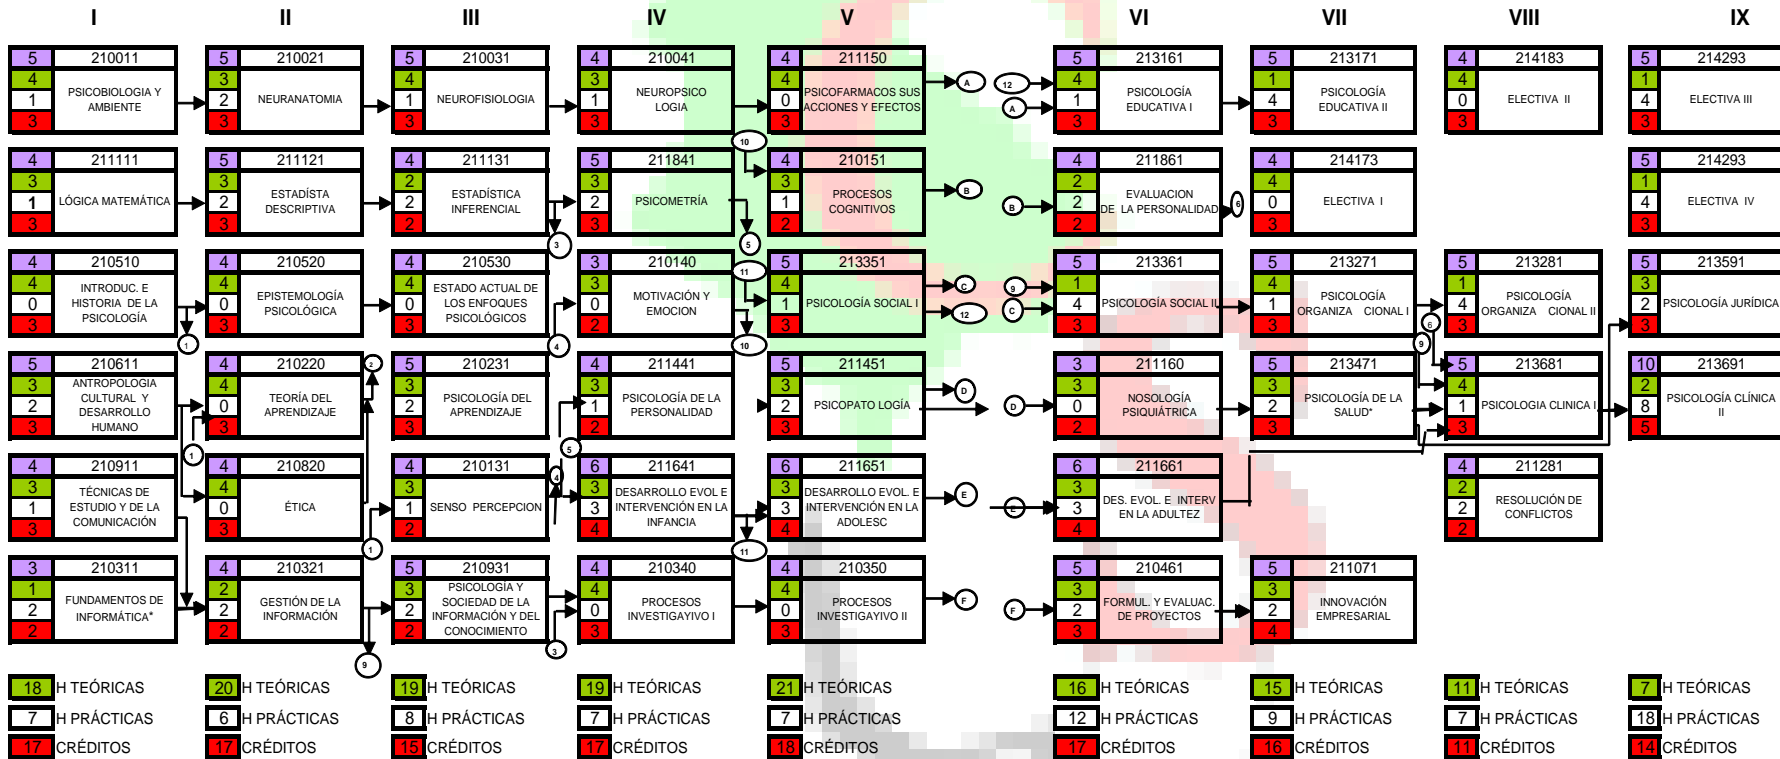 I II III IV V VI VII VIII IX
5 210011
4
1
3
PSICOBIOLOGIA Y
AMBIENTE
5 210021
3
2
3
NEURANATOMIA
5 210031
4
1
3
NEUROFISIOLOGIA
4 210041
3
1
3
NEUROPSICO
LOGIA
4 211150
4
0
3
PSICOFARMACOS SUS
ACCIONES Y EFECTOS
A
12
A
5 213161
4
1
3
PSICOLOGÍA
EDUCATIVA I
5 213171
1
4
3
PSICOLOGÍA
EDUCATIVA II
4 214183
4
0
3
ELECTIVA II
5 214293
1
4
3
ELECTIVA III
4 211111
3
1
3
LÓGICA MATEMÁTICA
5 211121
3
2
3
ESTADÍSTA
DESCRIPTIVA
4 211131
2
2
2
ESTADÍSTICA
INFERENCIAL
3
5 211841
3
2
3
PSICOMETRÍA
10
5
4 210151
3
1
2
PROCESOS
COGNITIVOS
B
B
4 211861
2
2
2
EVALUACION
DE LA PERSONALIDAD
6
4 214173
4
0
3
ELECTIVA I
5 214293
1
4
3
ELECTIVA IV
4 210510
4
0
3
INTRODUC. E
HISTORIA DE LA
PSICOLOGÍA
1
4 210520
4
0
3
EPISTEMOLOGÍA
PSICOLÓGICA
4 210530
4
0
3
ESTADO ACTUAL DE
LOS ENFOQUES
PSICOLÓGICOS
4
3 210140
3
0
2
MOTIVACIÓN Y
EMOCION
11
10
5 213351
4
1
3
PSICOLOGÍA SOCIAL I
C
12
9
C
5 213361
1
4
3
PSICOLOGÍA SOCIAL II
5 213271
4
1
3
PSICOLOGÍA
ORGANIZA CIONAL I
6
9
5 213281
1
4
3
PSICOLOGÍA
ORGANIZA CIONAL II
5 213591
3
2
3
PSICOLOGÍA JURÍDICA
5 210611
3
2
3
ANTROPOLOGIA
CULTURAL Y
DESARROLLO
HUMANO
1
4 210220
4
0
3
TEORÍA DEL
APRENDIZAJE
2
5 210231
3
2
3
PSICOLOGÍA DEL
APRENDIZAJE
5
4 211441
3
1
2
PSICOLOGÍA DE LA
PERSONALIDAD
5 211451
3
2
3
PSICOPATO LOGÍA
D
D
3 211160
3
0
2
NOSOLOGÍA
PSIQUIÁTRICA
5 213471
3
2
3
PSICOLOGÍA DE LA
SALUD*
5 213681
4
1
3
PSICOLOGIA CLINICA I
10 213691
2
8
5
PSICOLOGÍA CLÍNICA
II
4 210911
3
1
3
TÉCNICAS DE
ESTUDIO Y DE LA
COMUNICACIÓN
4 210820
4
0
3
ÉTICA
1
4 210131
3
1
2
SENSO PERCEPCION
4
6 211641
3
3
4
DESARROLLO EVOL E
INTERVENCIÓN EN LA
INFANCIA
11
6 211651
3
3
4
DESARROLLO EVOL. E
INTERVENCIÓN EN LA
ADOLESC
E
E
6 211661
3
3
4
DES. EVOL. E INTERV
EN LA ADULTEZ
4 211281
2
2
2
RESOLUCIÓN DE
CONFLICTOS
3 210311
1
2
2
FUNDAMENTOS DE
INFORMÁTICA*
4 210321
2
2
2
GESTIÓN DE LA
INFORMACIÓN
9
5 210931
3
2
2
PSICOLOGÍA Y
SOCIEDAD DE LA
INFORMACIÓN Y DEL
CONOCIMIENTO
3
4 210340
4
0
3
PROCESOS
INVESTIGAYIVO I
4 210350
4
0
3
PROCESOS
INVESTIGAYIVO II
F
F
5 210461
3
2
3
FORMUL. Y EVALUAC.
DE PROYECTOS
5 211071
3
2
4
INNOVACIÓN
EMPRESARIAL
18 H TEÓRICAS 20 H TEÓRICAS 19 H TEÓRICAS 19 H TEÓRICAS 21 H TEÓRICAS 16 H TEÓRICAS 15 H TEÓRICAS 11 H TEÓRICAS 7 H TEÓRICAS
7 H PRÁCTICAS 6 H PRÁCTICAS 8 H PRÁCTICAS 7 H PRÁCTICAS 7 H PRÁCTICAS 12 H PRÁCTICAS 9 H PRÁCTICAS 7 H PRÁCTICAS 18 H PRÁCTICAS
17 CRÉDITOS 17 CRÉDITOS 15 CRÉDITOS 17 CRÉDITOS 18 CRÉDITOS 17 CRÉDITOS 16 CRÉDITOS 11 CRÉDITOS 14 CRÉDITOS